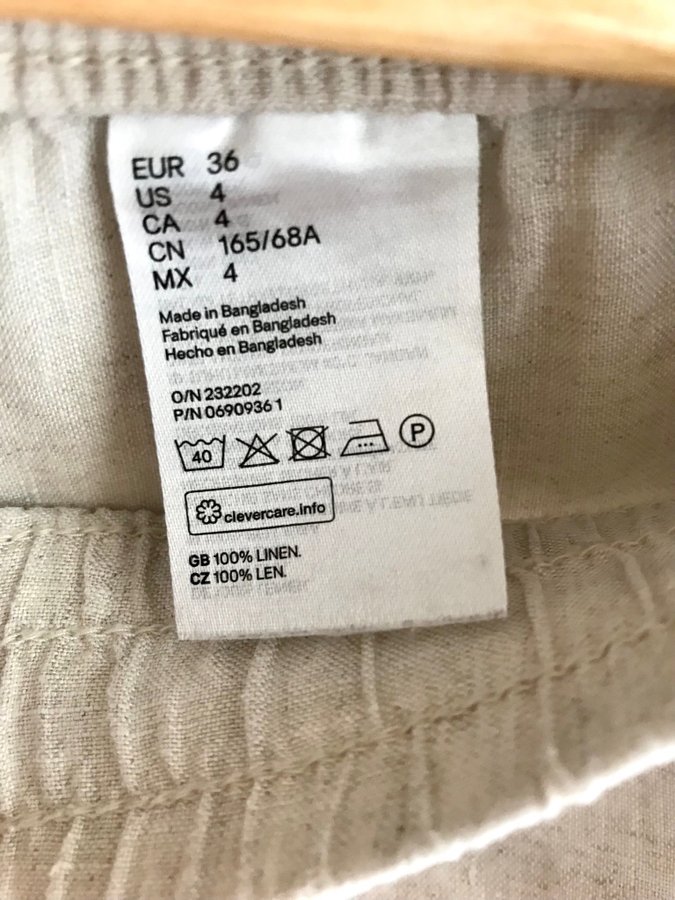 EUR 36
US 4
CA 4
CN 165/68A
MX 4
Made in Bangladesh
Fabriqué en Bangladesh
Hecho en Bangladesh
O/N 232202
P/N 06909361
40 P
clevercare.info
GB 100% LINEN.
CZ 100% LEN.